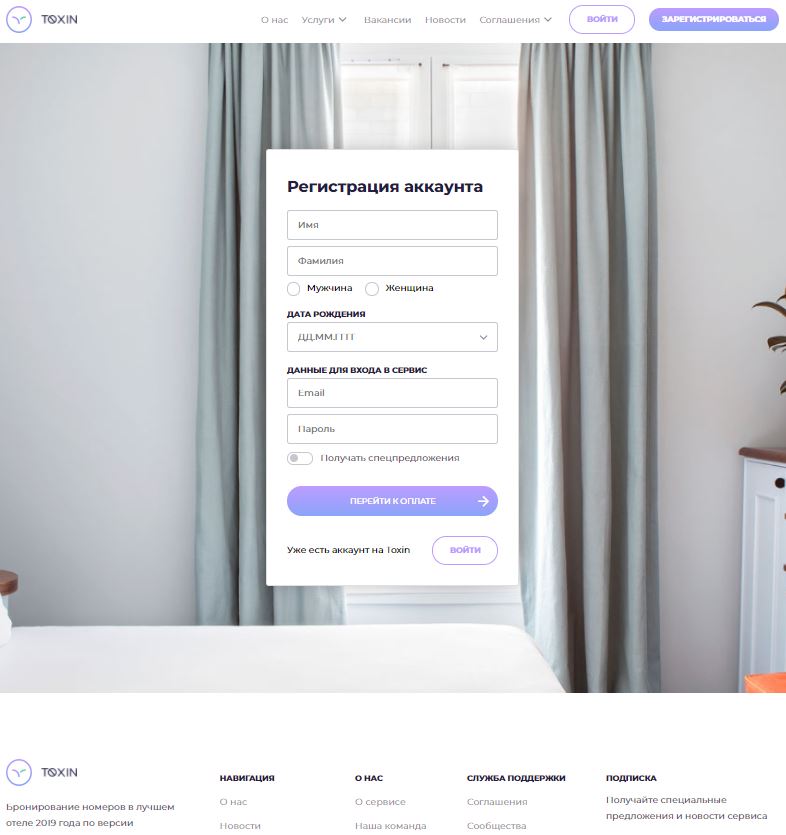 TOXIN
О нас Услуги Вакансии Новости Соглашения ВОЙТИ ЗАРЕГИСТРИРОВАТЬСЯ
Регистрация аккаунта
Имя
Фамилия
Мужчина Женщина
ДАТА РОЖДЕНИЯ
ДД.ММ.ГГГГ
ДАННЫЕ ДЛЯ ВХОДА В СЕРВИС
Email
Пароль
Получать спецпредложения
ПЕРЕЙТИ К ОПЛАТЕ
Уже есть аккаунт на Toxin ВОЙТИ
TOXIN
Бронирование номеров в лучшем
отеле 2019 года по версии
НАВИГАЦИЯ
О нас
Новости
О НАС
О сервисе
Наша команда
СЛУЖБА ПОДДЕРЖКИ
Соглашения
Сообщества
ПОДПИСКА
Получайте специальные
предложения и новости сервиса